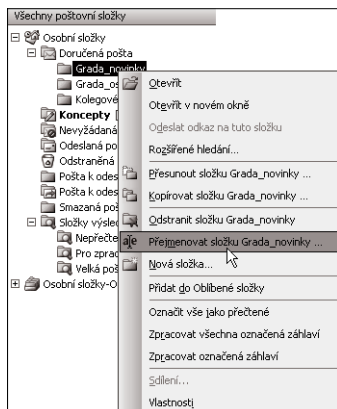 Všechny poštovní složky
Osobní složky
Doručená pošta
Grada_novinky
Grada_os
Kolegové
Koncepty [
Nevyžádaná
Odeslaná po
Odstraněná
Pošta k odes
Pošta k odes
Smazaná poš
Složky výsled
Nepřečte
Pro zprac
Velká poš
Osobní složky-O
Otevřít
Otevřít v novém okně
Odeslat odkaz na tuto složku
Rozšířené hledání...
Přesunout složku Grada_novinky ...
Kopírovat složku Grada_novinky ...
Odstranit složku Grada_novinky
Přejmenovat složku Grada_novinky ...
Nová složka...
Přidat do Oblíbené složky
Označit vše jako přečtené
Zpracovat všechna označená záhlaví
Zpracovat označená záhlaví
Sdílení...
Vlastnosti